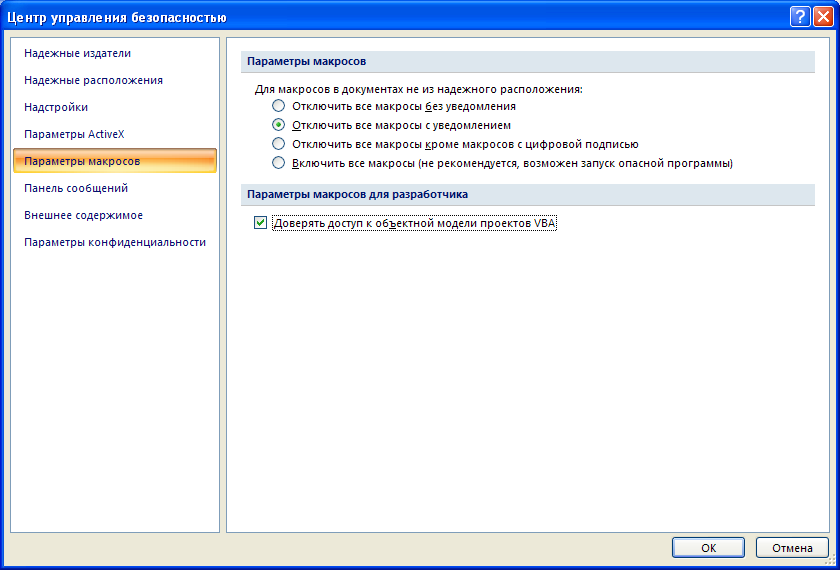 Центр управления безопасностью
Надежные издатели
Надежные расположения
Надстройки
Параметры ActiveX
Параметры макросов
Панель сообщений
Внешнее содержимое
Параметры конфиденциальности
Параметры макросов
Для макросов в документах не из надежного расположения:
Отключить все макросы без уведомления
Отключить все макросы с уведомлением
Отключить все макросы кроме макросов с цифровой подписью
Включить все макросы (не рекомендуется, возможен запуск опасной программы)
Параметры макросов для разработчика
Доверять доступ к объектной модели проектов VBA
ОК
Отмена